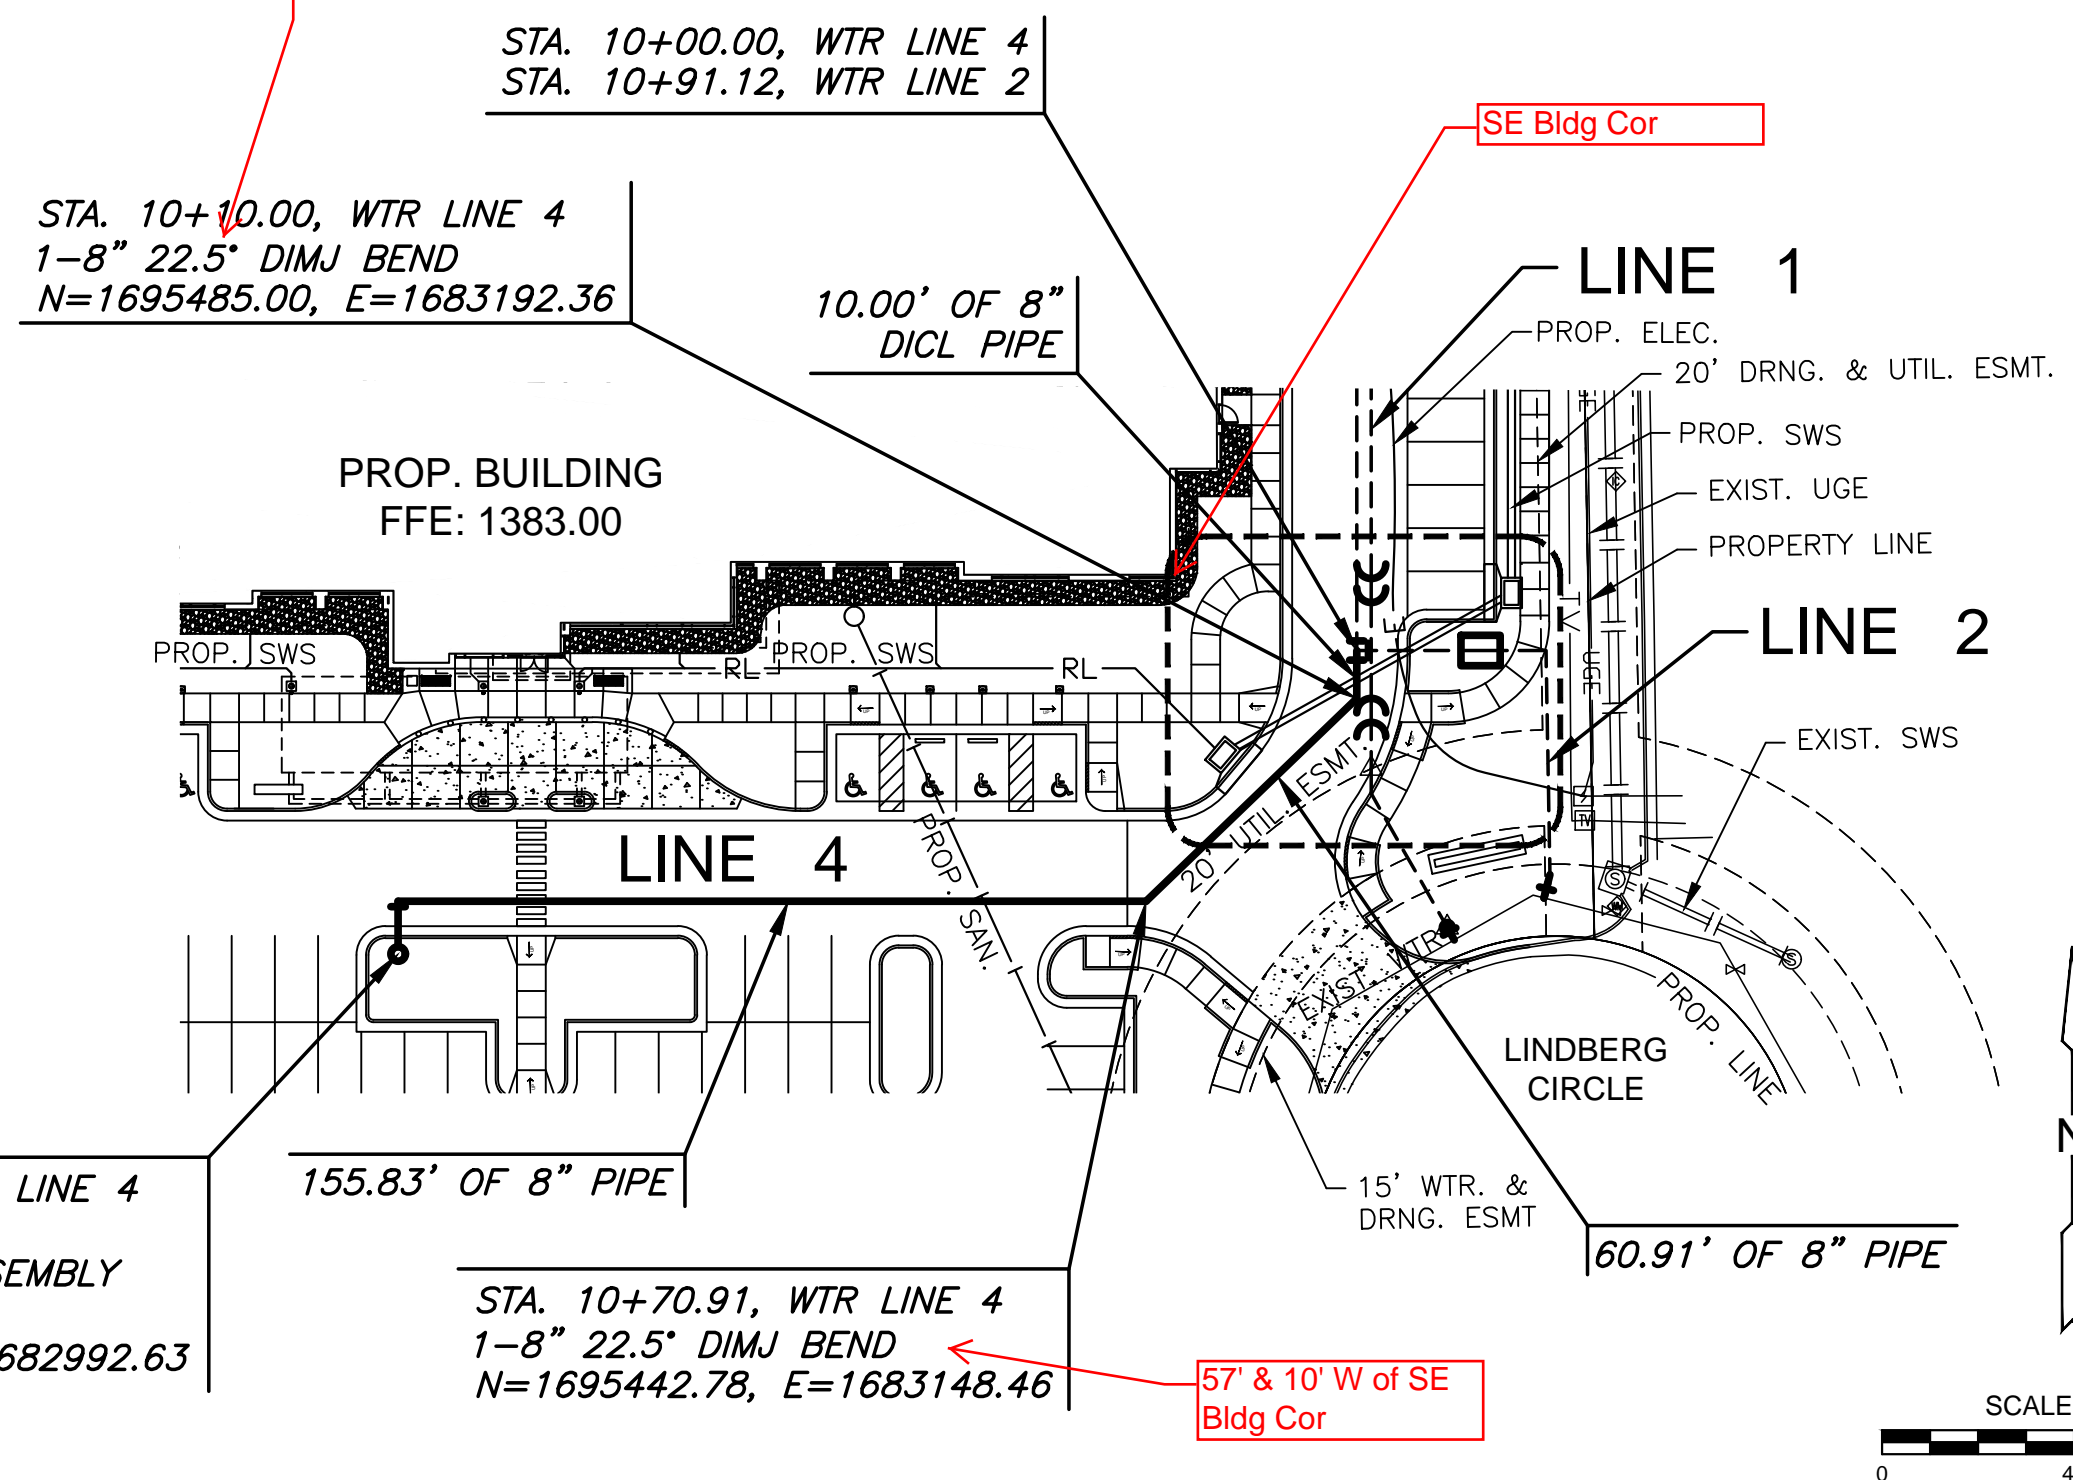 STA. 10+00.00, WTR LINE 4
STA. 10+91.12, WTR LINE 2
SE Bldg Cor
STA. 10+10.00, WTR LINE 4
1-8" 22.5° DIMJ BEND
N=1695485.00, E=1683192.36
10.00' OF 8"
DICL PIPE
LINE 1
PROP. ELEC.
20' DRNG. & UTIL. ESMT.
PROP. SWS
EXIST. UGE
PROPERTY LINE
PROP. BUILDING
FFE: 1383.00
LINE 2
PROP. SWS
RL
PROP. SWS
RL
TV
UGE
EXIST. SWS
20' UTIL. ESMT.
TV
LINE 4
PROP. SAN.
S
EXIST. WTR
S
PROP. LINE
LINDBERG
CIRCLE
N
LINE 4
155.83' OF 8" PIPE
15' WTR. &
DRNG. ESMT
60.91' OF 8" PIPE
SEMBLY
682992.63
STA. 10+70.91, WTR LINE 4
1-8" 22.5° DIMJ BEND
N=1695442.78, E=1683148.46
57' & 10' W of SE
Bldg Cor
SCALE
0 4